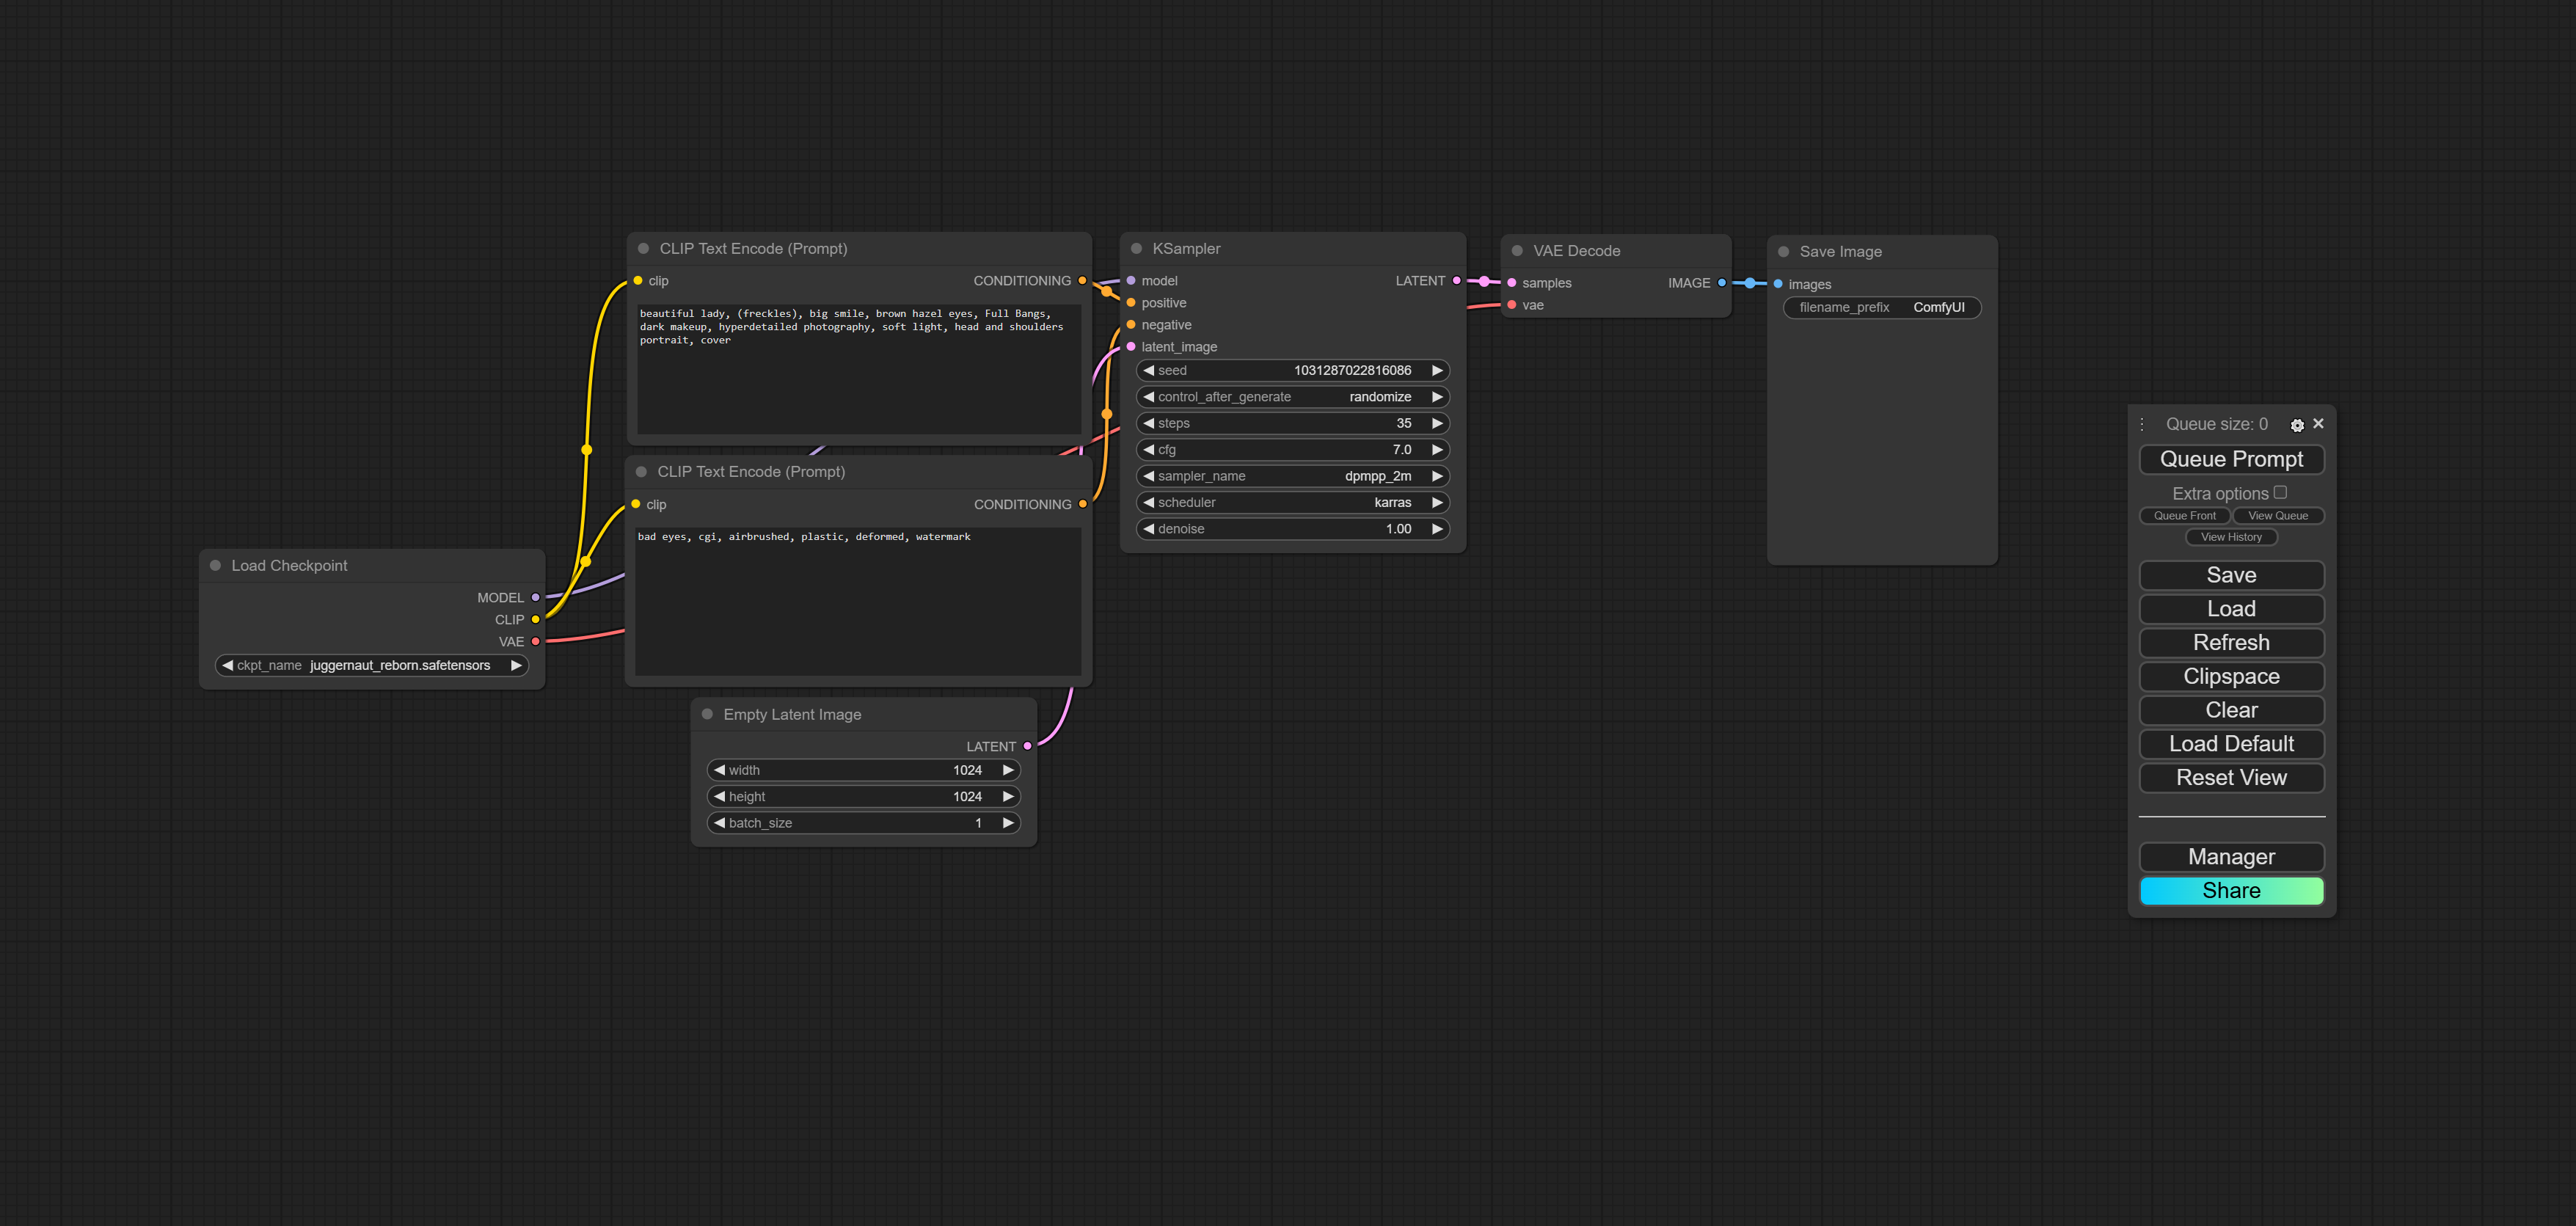 CLIP Text Encode (Prompt)
clip
CONDITIONING
beautiful lady, (freckles), big smile, brown hazel eyes, Full Bangs,
dark makeup, hyperdetailed photography, soft light, head and shoulders
portrait, cover
CLIP Text Encode (Prompt)
clip
CONDITIONING
bad eyes, cgi, airbrushed, plastic, deformed, watermark
Load Checkpoint
MODEL
CLIP
VAE
ckpt_name juggernaut_reborn.safetensors
Empty Latent Image
LATENT
width 1024
height 1024
batch_size 1
KSampler
model LATENT
positive
negative
latent_image
seed 1031287022816086
control_after_generate randomize
steps 35
cfg 7.0
sampler_name dpmpp_2m
scheduler karras
denoise 1.00
VAE Decode
samples IMAGE
vae
Save Image
images
filename_prefix ComfyUI
Queue size: 0
Queue Prompt
Extra options
Queue Front View Queue
View History
Save
Load
Refresh
Clipspace
Clear
Load Default
Reset View
Manager
Share